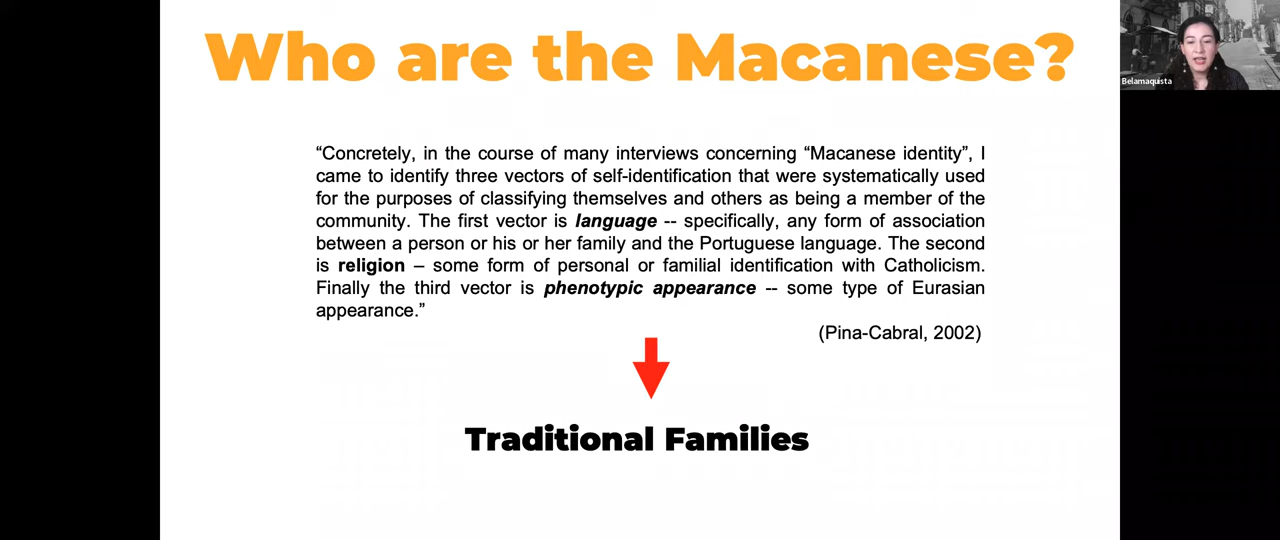 Who are the Macanese?
Belamaquista
“Concretely, in the course of many interviews concerning “Macanese identity”, I
came to identify three vectors of self-identification that were systematically used
for the purposes of classifying themselves and others as being a member of the
community. The first vector is language -- specifically, any form of association
between a person or his or her family and the Portuguese language. The second
is religion – some form of personal or familial identification with Catholicism.
Finally the third vector is phenotypic appearance -- some type of Eurasian
appearance.”
(Pina-Cabral, 2002)
Traditional Families